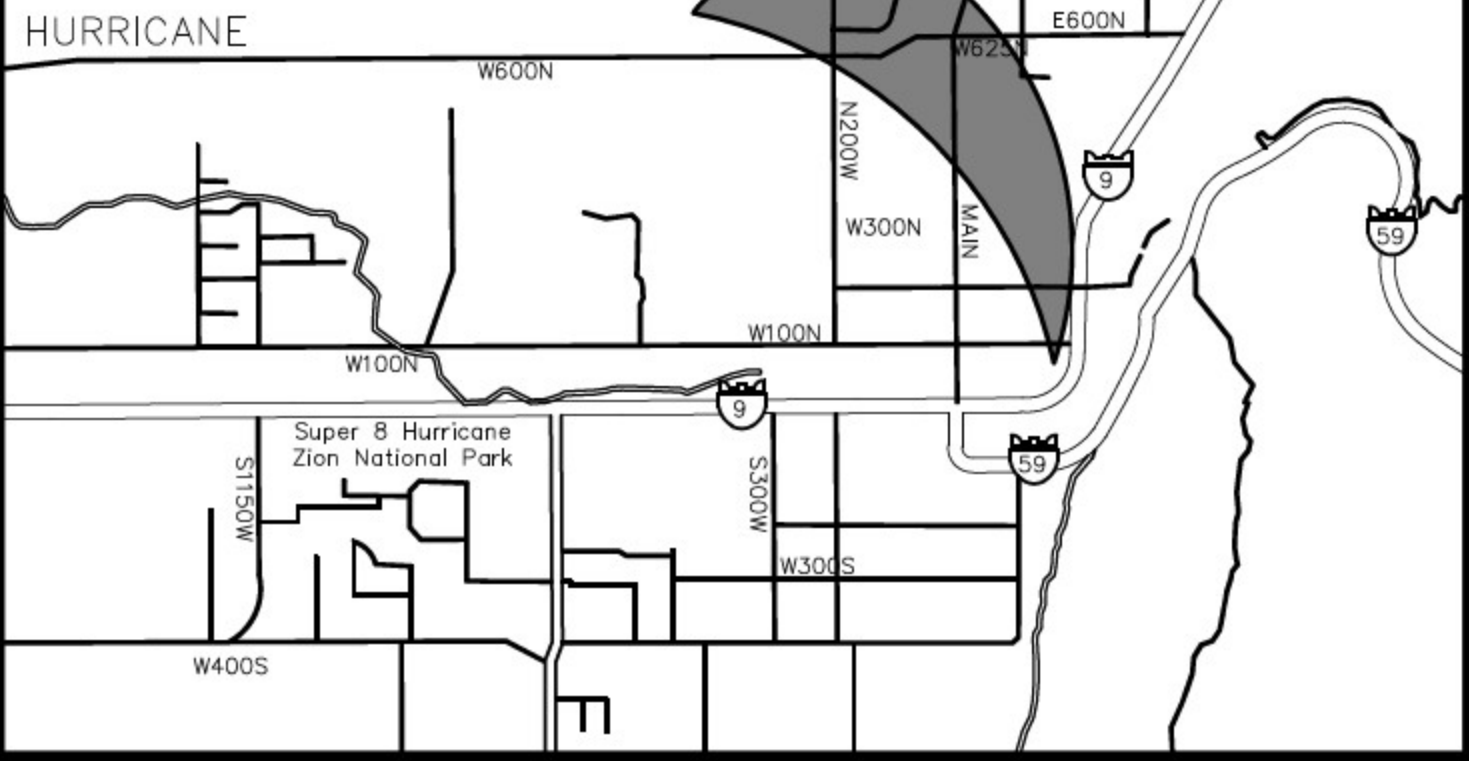 HURRICANE
E600N
W625N
W600N
N200W
9
W300N
MAIN
59
W100N
W100N
9
Super 8 Hurricane
Zion National Park
59
S1150W
S300W
W300S
W400S